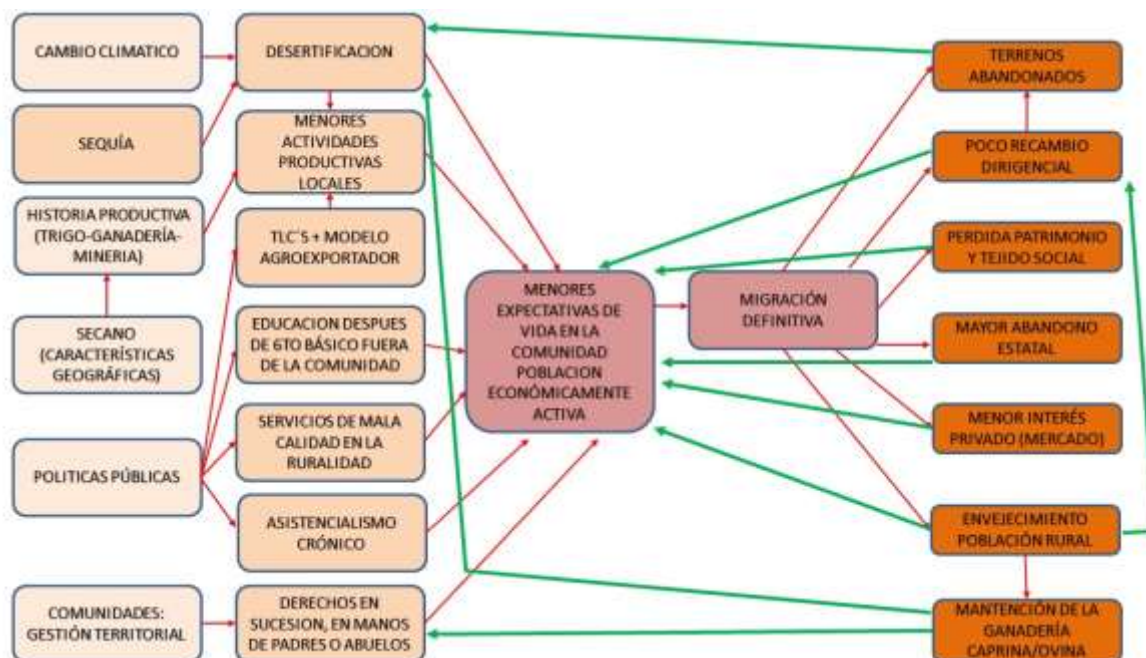 CAMBIO CLIMATICO
SEQUÍA
HISTORIA PRODUCTIVA
(TRIGO-GANADERÍA-
MINERIA)
SECANO
(CARACTERÍSTICAS
GEOGRÁFICAS)
POLITICAS PÚBLICAS
COMUNIDADES:
GESTIÓN TERRITORIAL
DESERTIFICACION
MENORES
ACTIVIDADES
PRODUCTIVAS
LOCALES
TLC´S + MODELO
AGROEXPORTADOR
EDUCACION DESPUES
DE 6TO BÁSICO FUERA
DE LA COMUNIDAD
SERVICIOS DE MALA
CALIDAD EN LA
RURALIDAD
ASISTENCIALISMO
CRÓNICO
DERECHOS EN
SUCESION, EN MANOS
DE PADRES O ABUELOS
MENORES
EXPECTATIVAS DE
VIDA EN LA
COMUNIDAD
POBLACION
ECONÓMICAMENTE
ACTIVA
MIGRACIÓN
DEFINITIVA
TERRENOS
ABANDONADOS
POCO RECAMBIO
DIRIGENCIAL
PERDIDA PATRIMONIO
Y TEJIDO SOCIAL
MAYOR ABANDONO
ESTATAL
MENOR INTERÉS
PRIVADO (MERCADO)
ENVEJECIMIENTO
POBLACIÓN RURAL
MANTENCIÓN DE LA
GANADERÍA
CAPRINA/OVINA